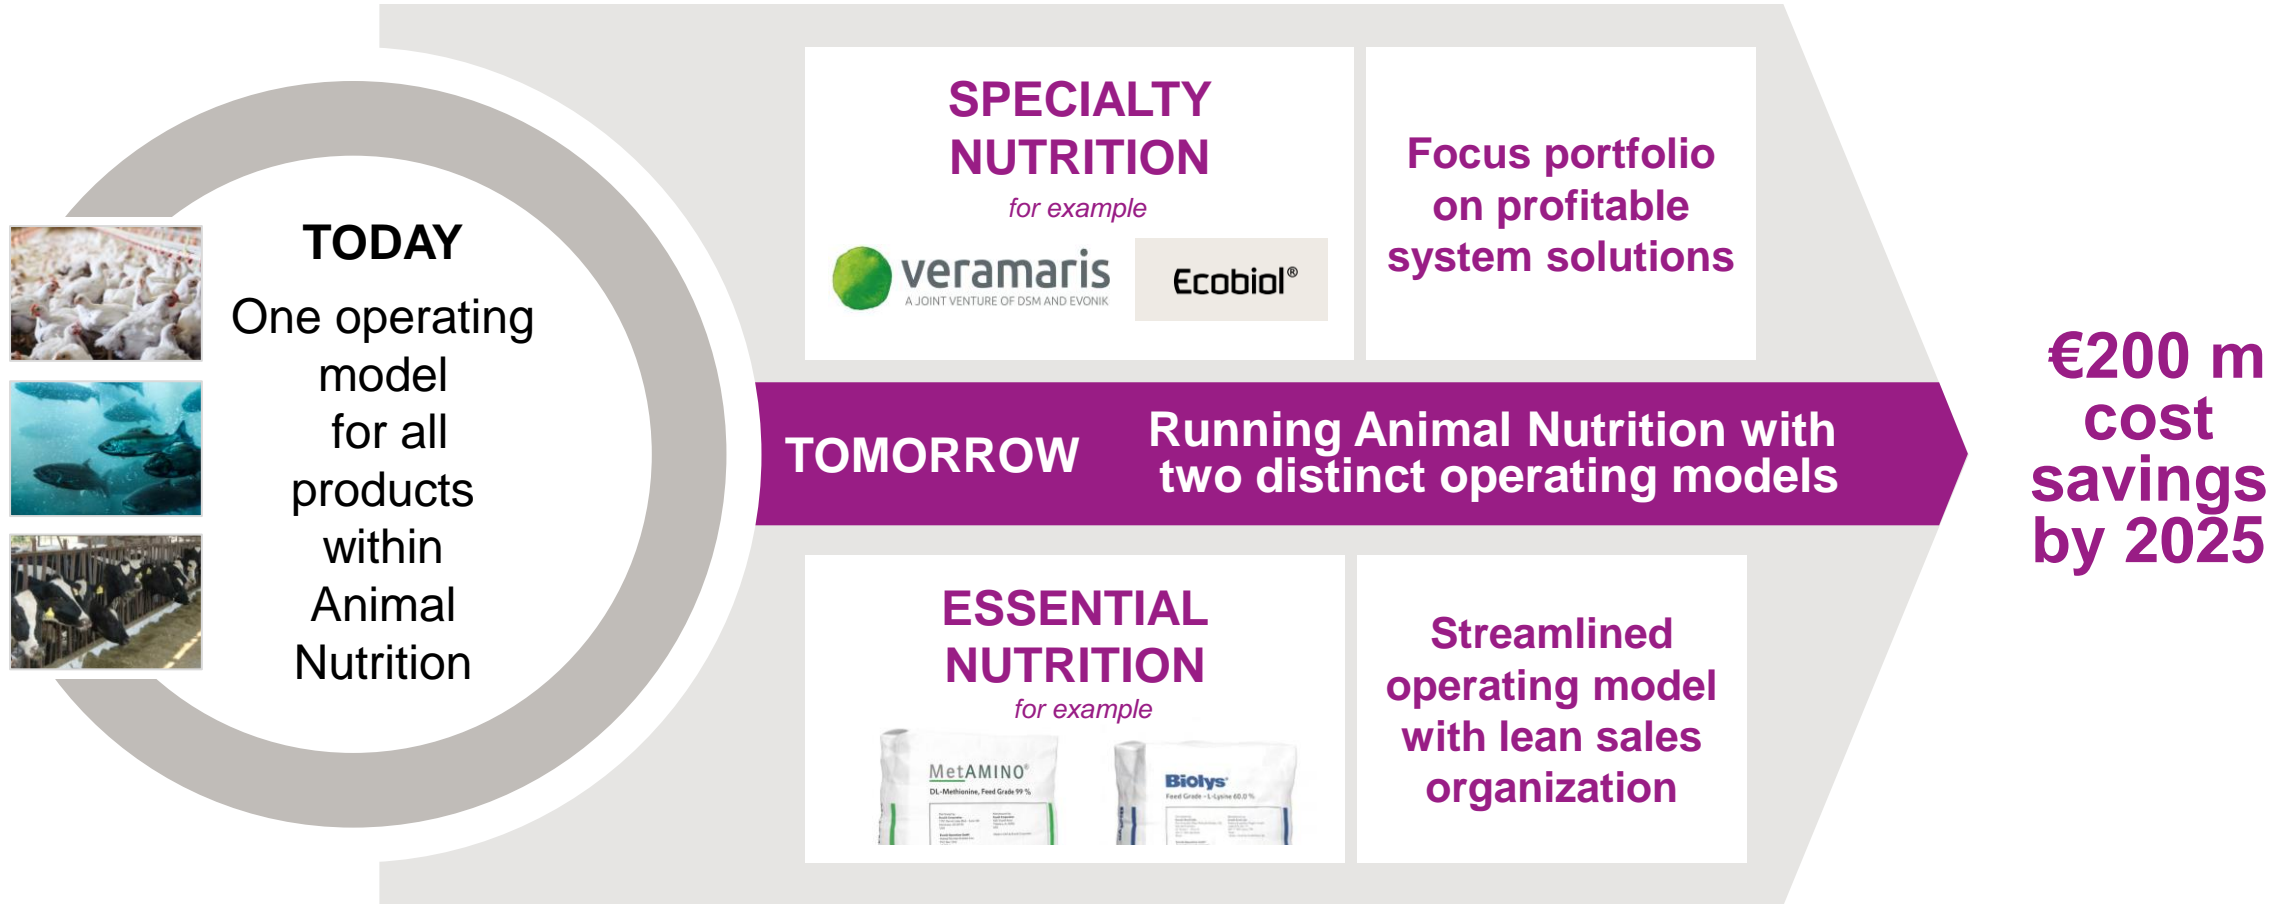 TODAY
One operating
model
for all
products
within
Animal
Nutrition
SPECIALTY
NUTRITION
for example
veramaris
A JOINT VENTURE OF DSM AND EVONIK
Ecobiol®
Focus portfolio
on profitable
system solutions
TOMORROW
Running Animal Nutrition with
two distinct operating models
ESSENTIAL
NUTRITION
for example
MetAMINO®
DL-Methionine, Feed Grade 99 %
Biolys®
Feed Grade - L-Lysine 60.0 %
Streamlined
operating model
with lean sales
organization
€200 m
cost
savings
by 2025